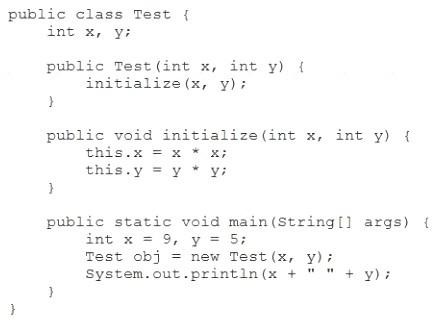 public class Test {
    int x, y;
    public Test(int x, int y) {
        initialize(x, y);
    }
    public void initialize(int x, int y) {
        this.x = x * x;
        this.y = y * y;
    }
    public static void main(String[] args) {
        int x = 9, y = 5;
        Test obj = new Test(x, y);
        System.out.println(x + " " + y);
    }
}